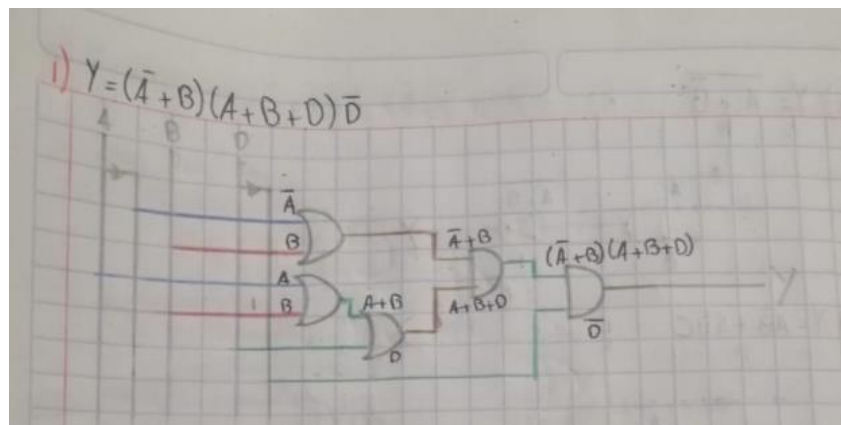 1) Y=(Ā+B)(A+B+D)D̄
A B D
Ā
B
Ā+B
(Ā+B)(A+B+D)
A
B
A+B
A+B+D
Y
D̄
D